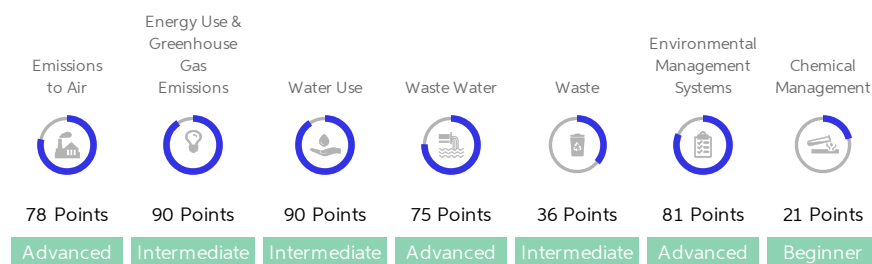 Emissions
to Air
Energy Use &
Greenhouse
Gas
Emissions
Water Use
Waste Water
Waste
Environmental
Management
Systems
Chemical
Management
78 Points
90 Points
90 Points
75 Points
36 Points
81 Points
21 Points
Advanced
Intermediate
Intermediate
Advanced
Intermediate
Advanced
Beginner